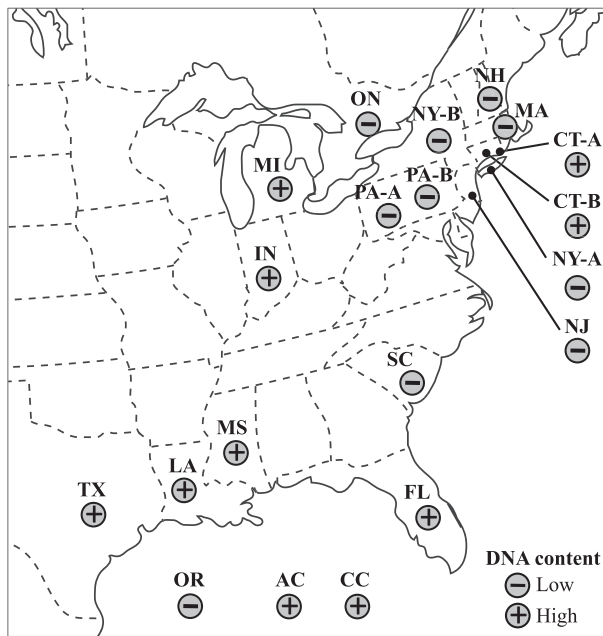 NH
ON
NY-B
MA
CT-A
MI
PA-B
PA-A
CT-B
IN
NY-A
NJ
SC
MS
LA
TX
FL
DNA content
OR
AC
CC
Low
High